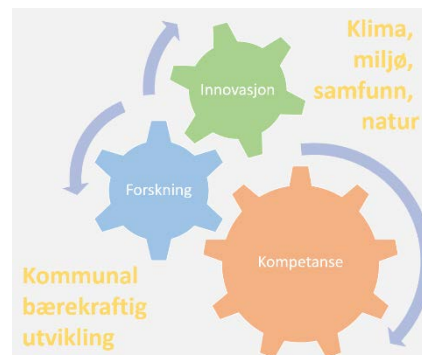 Klima,
miljø,
samfunn,
natur
Innovasjon
Forskning
Kompetanse
Kommunal
bærekraftig
utvikling